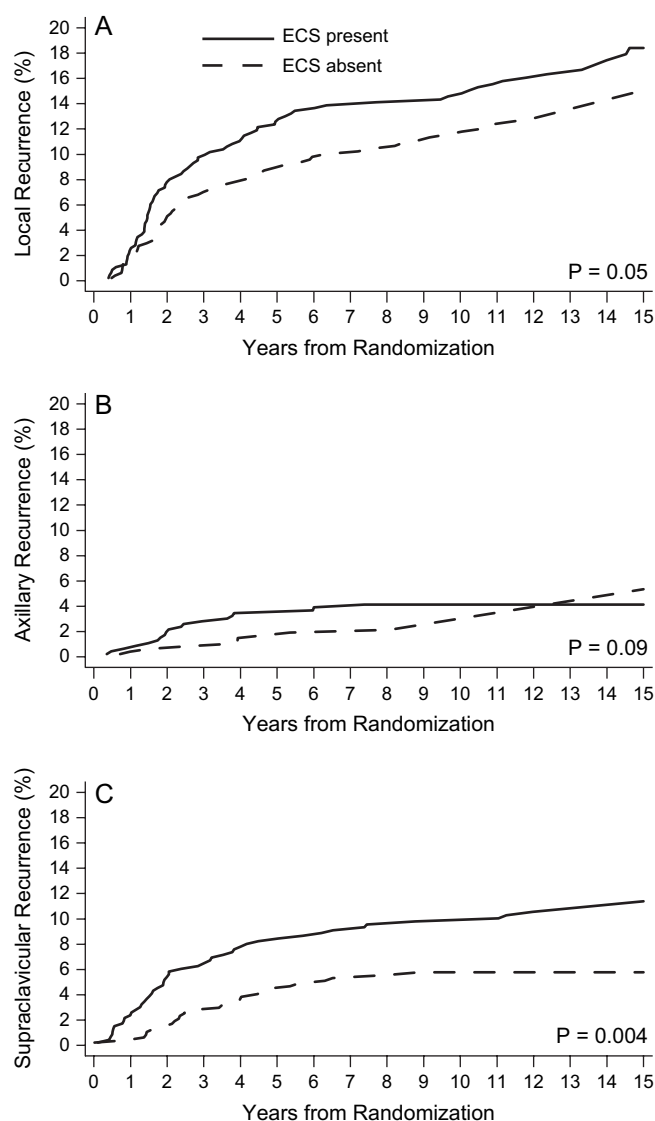 A
ECS present
ECS absent
Local Recurrence (%)
20
18
16
14
12
10
8
6
4
2
0
P = 0.05
0 1 2 3 4 5 6 7 8 9 10 11 12 13 14 15
Years from Randomization
B
Axillary Recurrence (%)
20
18
16
14
12
10
8
6
4
2
0
P = 0.09
0 1 2 3 4 5 6 7 8 9 10 11 12 13 14 15
Years from Randomization
C
Supraclavicular Recurrence (%)
20
18
16
14
12
10
8
6
4
2
0
P = 0.004
0 1 2 3 4 5 6 7 8 9 10 11 12 13 14 15
Years from Randomization